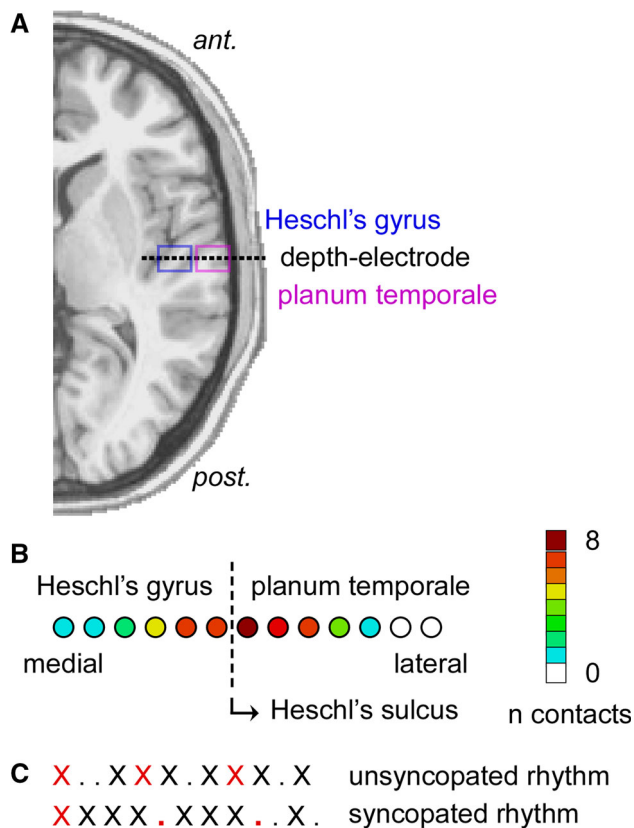 A
ant.
Heschl's gyrus
depth-electrode
planum temporale
post.
B
Heschl's gyrus
planum temporale
medial
lateral
Heschl's sulcus
8
0
n contacts
C
X . . X X X . X X X . X unsyncopated rhythm
X X X X . X X X . . X . syncopated rhythm